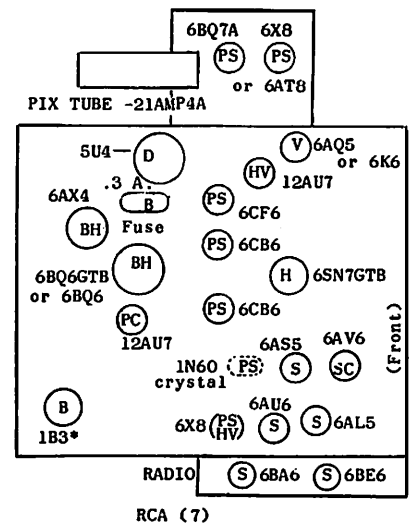 6BQ7A 6X8
PS PS
or 6AT8
PIX TUBE -21AMP4A
5U4 D V 6AQ5
or 6K6
HV
12AU7
.3 A.
6AX4 B PS
6CF6
Fuse
BH
PS
6CB6
BH
6BQ6GTB H 6SN7GTB
or 6BQ6
PS
PC 6CB6
12AU7
(Front)
6AS5 6AV6
1N60 PS S SC
crystal
6AU6
B PS S 6AL5
6X8 HV S
1B3*
RADIO S 6BA6 S 6BE6
RCA (7)